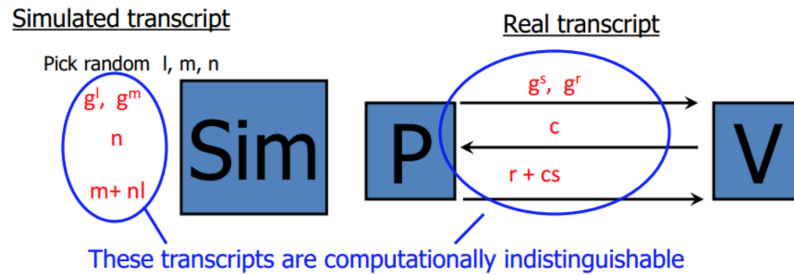 Simulated transcript
Real transcript
Pick random l, m, n
gˡ, gᵐ
n
m+ nl
Sim
P
gˢ, gʳ
c
r + cs
V
These transcripts are computationally indistinguishable